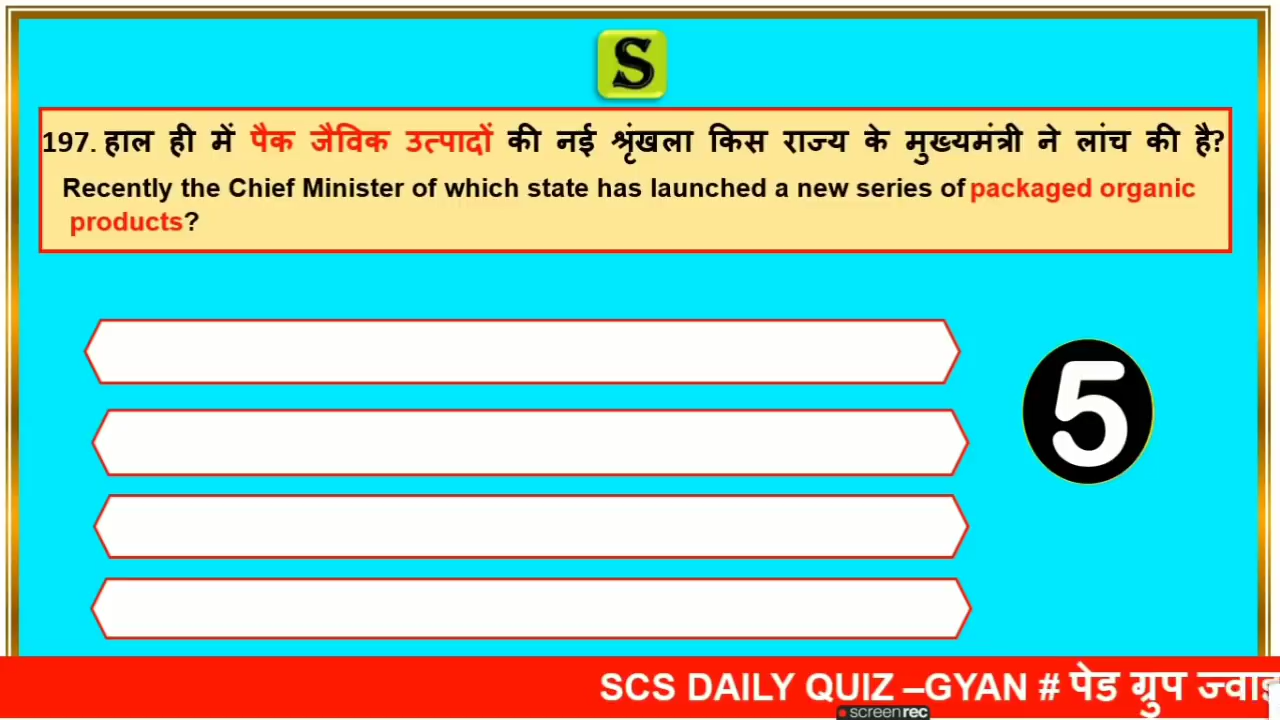 S
197. हाल ही में पैक जैविक उत्पादों की नई श्रृंखला किस राज्य के मुख्यमंत्री ने लांच की है?
Recently the Chief Minister of which state has launched a new series of packaged organic
products?
5
SCS DAILY QUIZ –GYAN # पेड ग्रुप ज्वाइ
screenrec